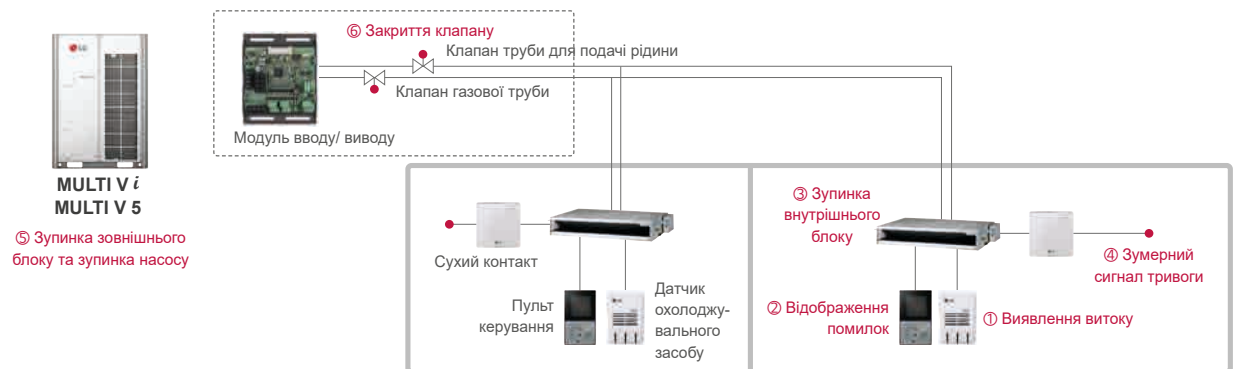 LG
MULTI V i
MULTI V 5
⑤ Зупинка зовнішнього
блоку та зупинка насосу
⑥ Закриття клапану
Клапан труби для подачі рідини
Клапан газової труби
Модуль вводу/ виводу
Сухий контакт
Пульт
керування
Датчик
охолоджу-
вального
засобу
③ Зупинка
внутрішнього
блоку
② Відображення
помилок
① Виявлення витоку
④ Зумерний
сигнал тривоги